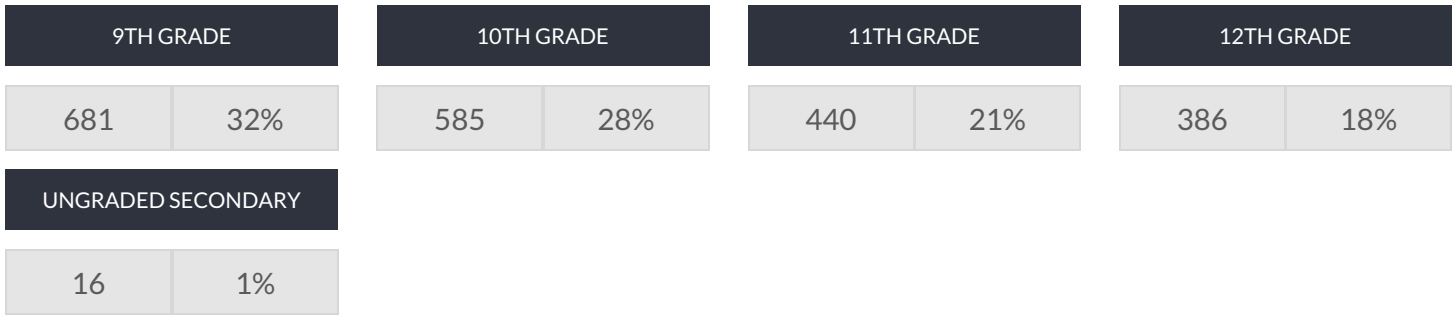 9TH GRADE 10TH GRADE 11TH GRADE 12TH GRADE
681 32% 585 28% 440 21% 386 18%
UNGRADED SECONDARY
16 1%